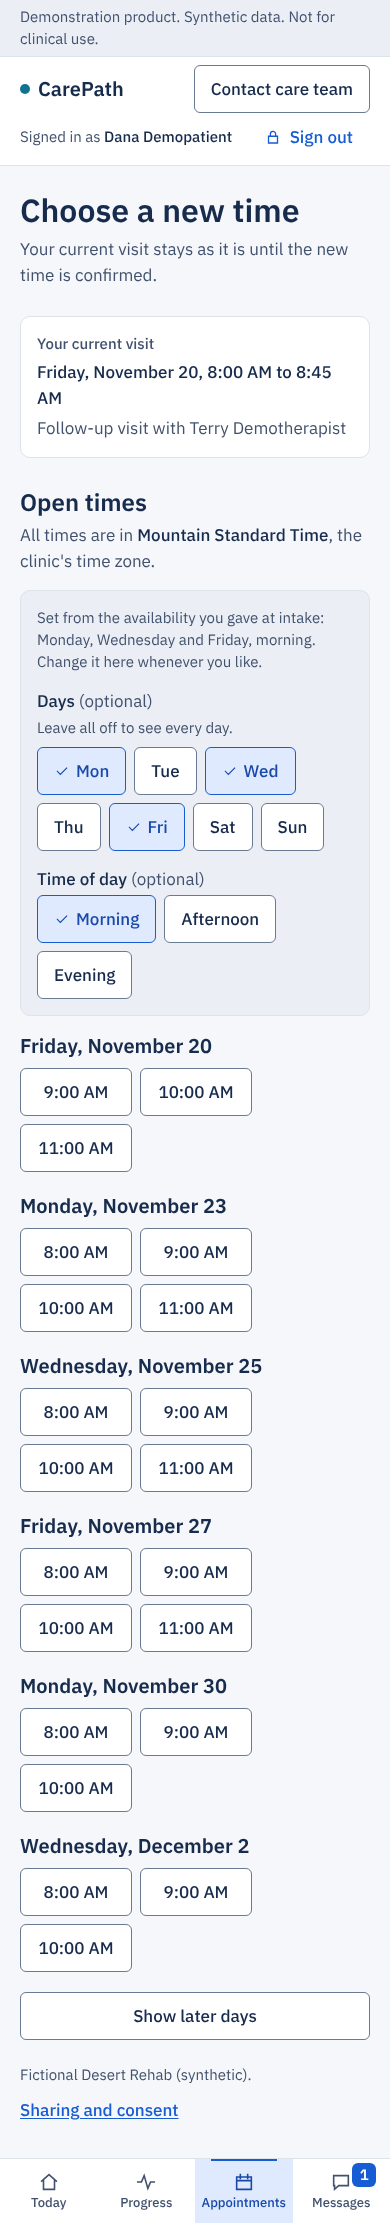 Demonstration product. Synthetic data. Not for
clinical use.
CarePath
Contact care team
Signed in as Dana Demopatient
Sign out
Choose a new time
Your current visit stays as it is until the new
time is confirmed.
Your current visit
Friday, November 20, 8:00 AM to 8:45
AM
Follow-up visit with Terry Demotherapist
Open times
All times are in Mountain Standard Time, the
clinic's time zone.
Set from the availability you gave at intake:
Monday, Wednesday and Friday, morning.
Change it here whenever you like.
Days (optional)
Leave all off to see every day.
Mon Tue Wed
Thu Fri Sat Sun
Time of day (optional)
Morning Afternoon
Evening
Friday, November 20
9:00 AM 10:00 AM
11:00 AM
Monday, November 23
8:00 AM 9:00 AM
10:00 AM 11:00 AM
Wednesday, November 25
8:00 AM 9:00 AM
10:00 AM 11:00 AM
Friday, November 27
8:00 AM 9:00 AM
10:00 AM 11:00 AM
Monday, November 30
8:00 AM 9:00 AM
10:00 AM
Wednesday, December 2
8:00 AM 9:00 AM
10:00 AM
Show later days
Fictional Desert Rehab (synthetic).
Sharing and consent
1
Today Progress Appointments Messages